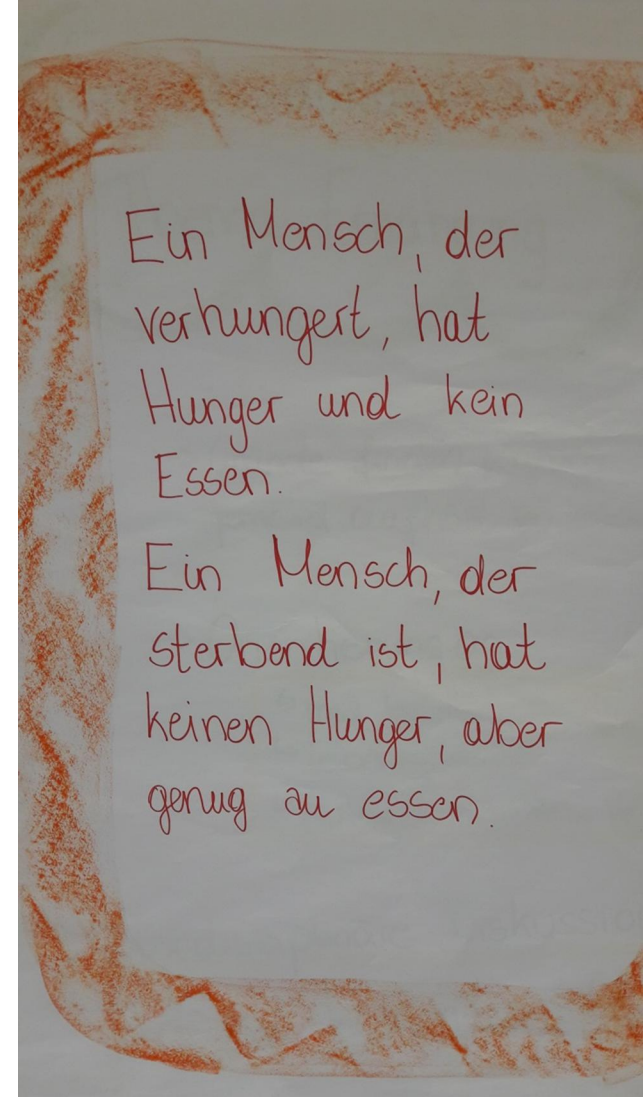 Ein Mensch, der
verhungert, hat
Hunger und kein
Essen.
Ein Mensch, der
sterbend ist, hat
keinen Hunger, aber
genug zu essen.